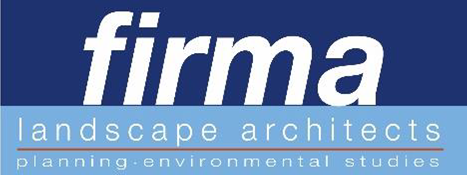 firma
landscape architects
planning·environmental studies